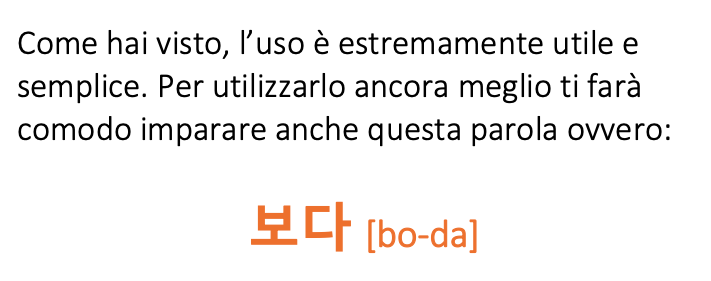 Come hai visto, l’uso è estremamente utile e
semplice. Per utilizzarlo ancora meglio ti farà
comodo imparare anche questa parola ovvero:
보다 [bo-da]